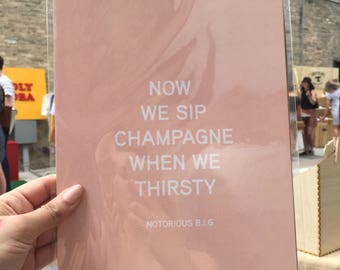 NOW
WE SIP
CHAMPAGNE
WHEN WE
THIRSTY
NOTORIOUS B.I.G.